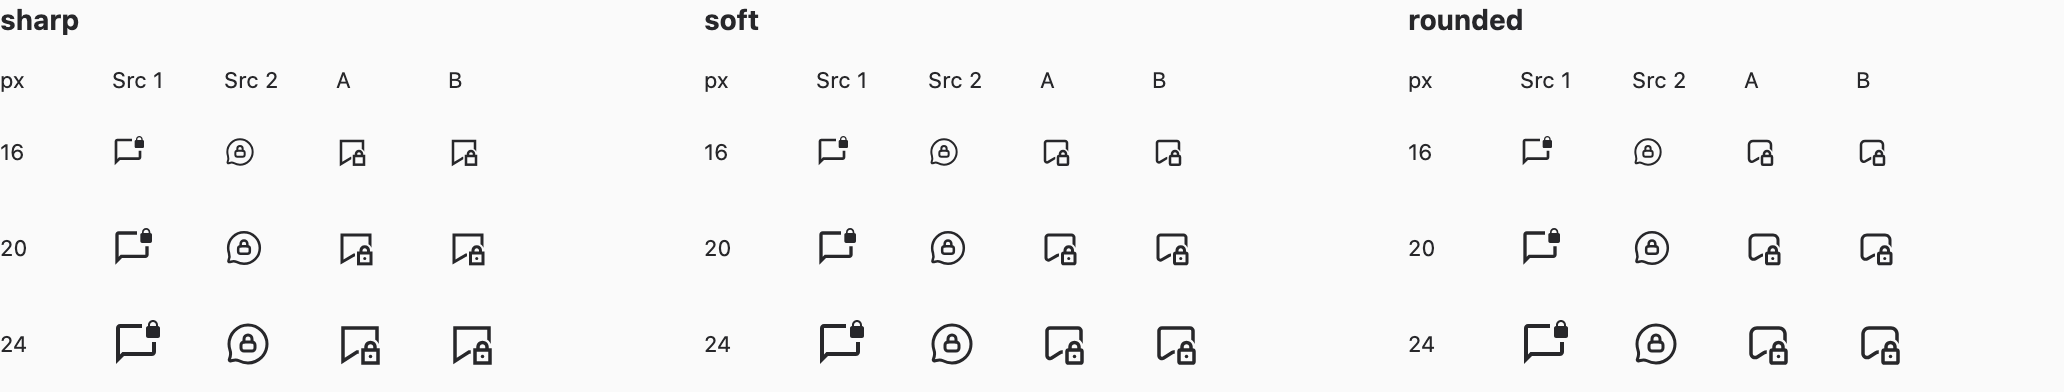 sharp soft rounded
px Src 1 Src 2 A B px Src 1 Src 2 A B px Src 1 Src 2 A B
16 16 16
20 20 20
24 24 24